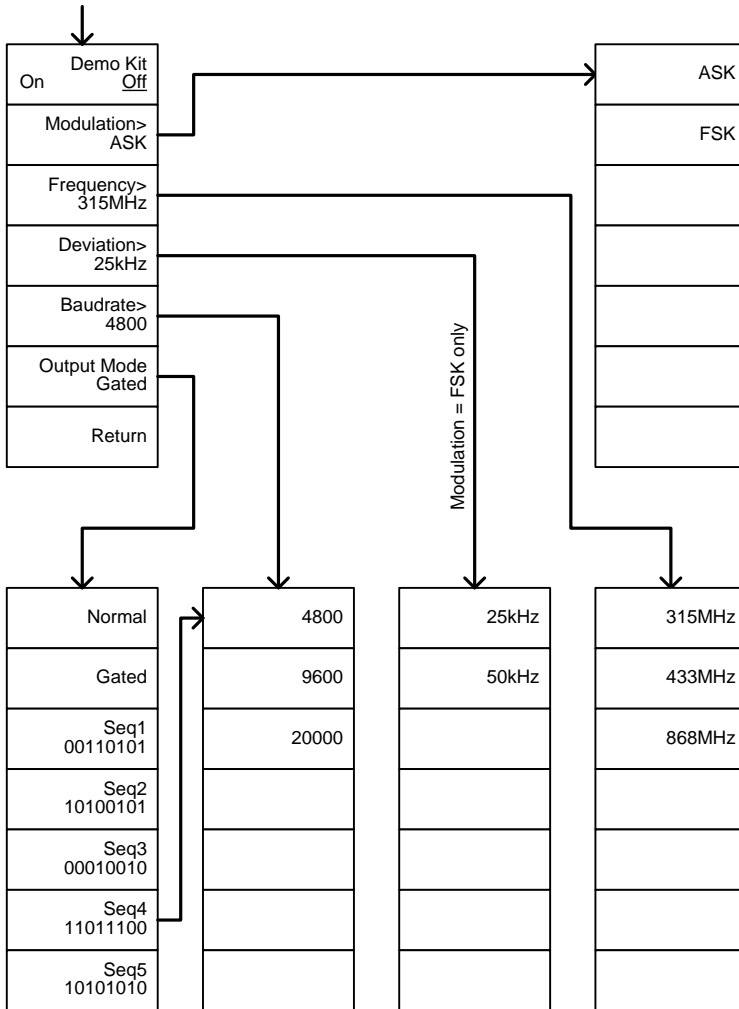 Demo Kit
On Off
Modulation>
ASK
Frequency>
315MHz
Deviation>
25kHz
Baudrate>
4800
Output Mode
Gated
Return
ASK
FSK
Modulation = FSK only
Normal
Gated
Seq1
00110101
Seq2
10100101
Seq3
00010010
Seq4
11011100
Seq5
10101010
4800
9600
20000
25kHz
50kHz
315MHz
433MHz
868MHz